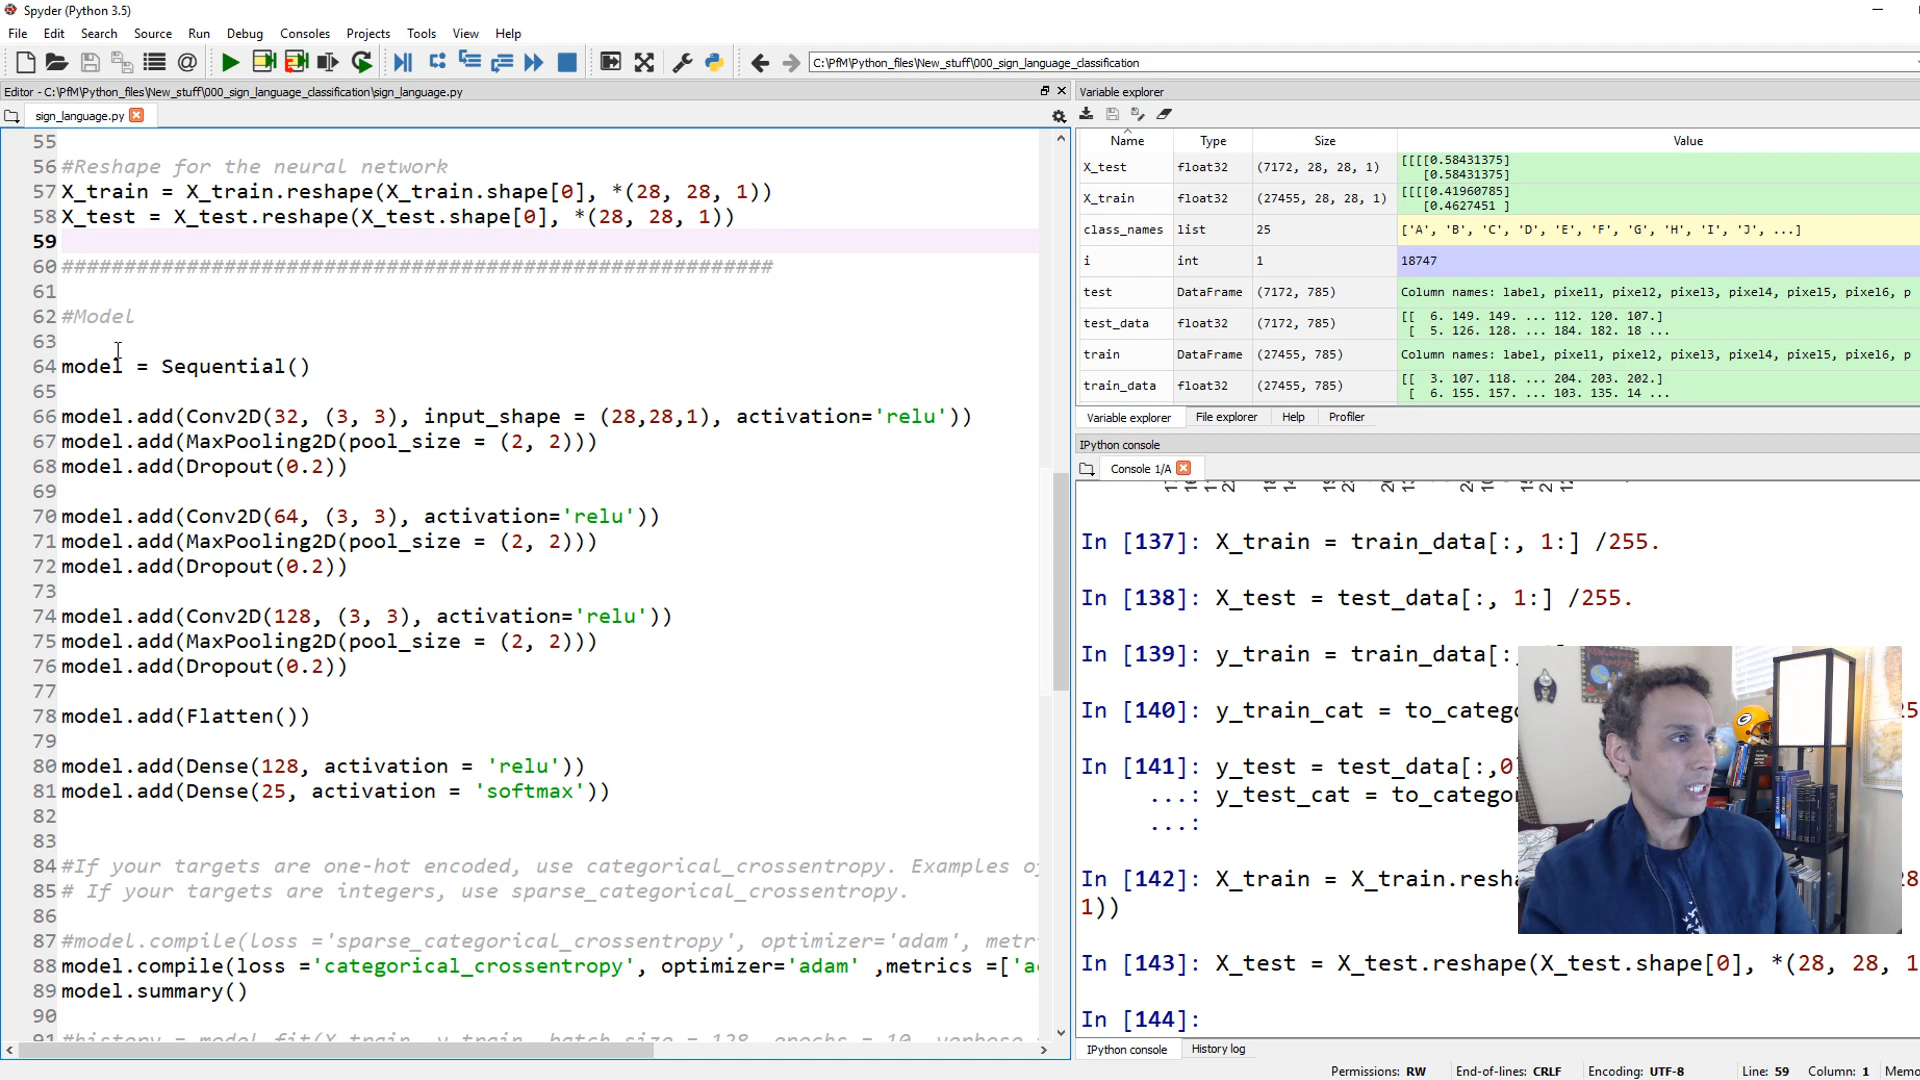 Spyder (Python 3.5)
File Edit Search Source Run Debug Consoles Projects Tools View Help
C:\PfM\Python_files\New_stuff\000_sign_language_classification
Editor - C:\PfM\Python_files\New_stuff\000_sign_language_classification\sign_language.py
sign_language.py
55
56 #Reshape for the neural network
57 X_train = X_train.reshape(X_train.shape[0], *(28, 28, 1))
58 X_test = X_test.reshape(X_test.shape[0], *(28, 28, 1))
59
60 #########################################################
61
62 #Model
63
64 model = Sequential()
65
66 model.add(Conv2D(32, (3, 3), input_shape = (28,28,1), activation='relu'))
67 model.add(MaxPooling2D(pool_size = (2, 2)))
68 model.add(Dropout(0.2))
69
70 model.add(Conv2D(64, (3, 3), activation='relu'))
71 model.add(MaxPooling2D(pool_size = (2, 2)))
72 model.add(Dropout(0.2))
73
74 model.add(Conv2D(128, (3, 3), activation='relu'))
75 model.add(MaxPooling2D(pool_size = (2, 2)))
76 model.add(Dropout(0.2))
77
78 model.add(Flatten())
79
80 model.add(Dense(128, activation = 'relu'))
81 model.add(Dense(25, activation = 'softmax'))
82
83
84 #If your targets are one-hot encoded, use categorical_crossentropy. Examples of
85 # If your targets are integers, use sparse_categorical_crossentropy.
86
87 #model.compile(loss ='sparse_categorical_crossentropy', optimizer='adam', metr
88 model.compile(loss ='categorical_crossentropy', optimizer='adam' ,metrics =['a
89 model.summary()
90
91 #history = model.fit(X_train, y_train, batch_size = 128, epochs = 10, verbose
Variable explorer
Name Type Size Value
X_test float32 (7172, 28, 28, 1) [[[[0.58431375]
[0.58431375]
X_train float32 (27455, 28, 28, 1) [[[[0.41960785]
[0.4627451 ]
class_names list 25 ['A', 'B', 'C', 'D', 'E', 'F', 'G', 'H', 'I', 'J', ...]
i int 1 18747
test DataFrame (7172, 785) Column names: label, pixel1, pixel2, pixel3, pixel4, pixel5, pixel6, p
test_data float32 (7172, 785) [[ 6. 149. 149. ... 112. 120. 107.]
[ 5. 126. 128. ... 184. 182. 18 ...
train DataFrame (27455, 785) Column names: label, pixel1, pixel2, pixel3, pixel4, pixel5, pixel6, p
train_data float32 (27455, 785) [[ 3. 107. 118. ... 204. 203. 202.]
[ 6. 155. 157. ... 103. 135. 14 ...
Variable explorer File explorer Help Profiler
IPython console
Console 1/A
In [137]: X_train = train_data[:, 1:] /255.
In [138]: X_test = test_data[:, 1:] /255.
In [139]: y_train = train_data[:
In [140]: y_train_cat = to_catego
In [141]: y_test = test_data[:,0
...: y_test_cat = to_catego
...:
In [142]: X_train = X_train.resha
1))
In [143]: X_test = X_test.reshape(X_test.shape[0], *(28, 28, 1
In [144]:
IPython console History log
Permissions: RW End-of-lines: CRLF Encoding: UTF-8 Line: 59 Column: 1 Memo